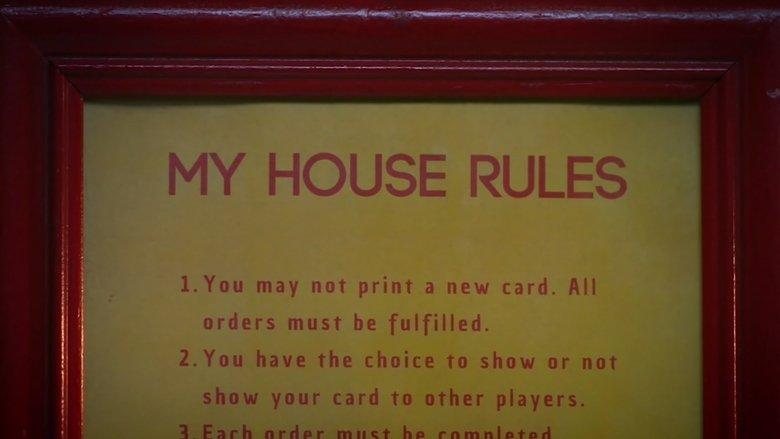 MY HOUSE RULES
1. You may not print a new card. All
orders must be fulfilled.
2. You have the choice to show or not
show your card to other players.
3. Each order must be completed